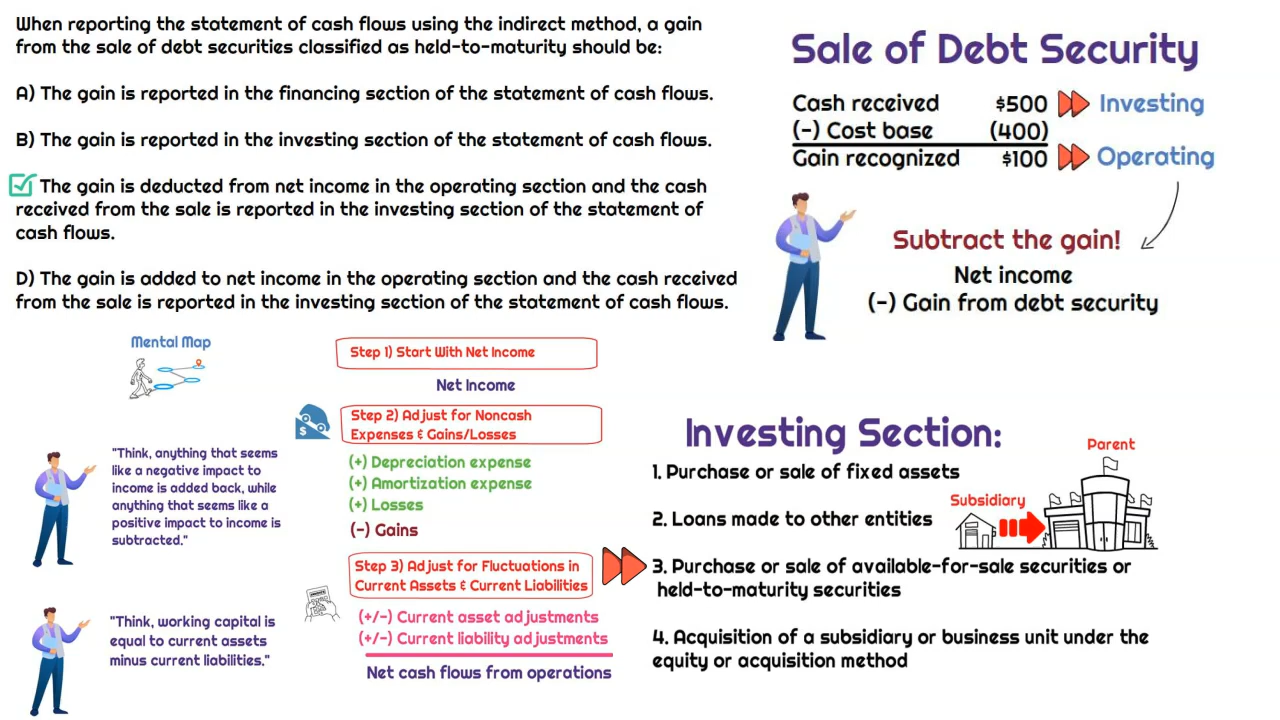 When reporting the statement of cash flows using the indirect method, a gain
from the sale of debt securities classified as held-to-maturity should be:
A) The gain is reported in the financing section of the statement of cash flows.
B) The gain is reported in the investing section of the statement of cash flows.
The gain is deducted from net income in the operating section and the cash
received from the sale is reported in the investing section of the statement of
cash flows.
D) The gain is added to net income in the operating section and the cash received
from the sale is reported in the investing section of the statement of cash flows.
Sale of Debt Security
Cash received $500 Investing
(-) Cost base (400)
Gain recognized $100 Operating
Subtract the gain!
Net income
(-) Gain from debt security
Mental Map
"Think, anything that seems
like a negative impact to
income is added back, while
anything that seems like a
positive impact to income is
subtracted."
"Think, working capital is
equal to current assets
minus current liabilities."
Step 1) Start With Net Income
Net Income
$
Step 2) Adjust for Noncash
Expenses & Gains/Losses
(+) Depreciation expense
(+) Amortization expense
(+) Losses
(-) Gains
Step 3) Adjust for Fluctuations in
Current Assets & Current Liabilities
(+/-) Current asset adjustments
(+/-) Current liability adjustments
Net cash flows from operations
Investing Section:
1. Purchase or sale of fixed assets
2. Loans made to other entities
3. Purchase or sale of available-for-sale securities or
held-to-maturity securities
4. Acquisition of a subsidiary or business unit under the
equity or acquisition method
Parent
Subsidiary